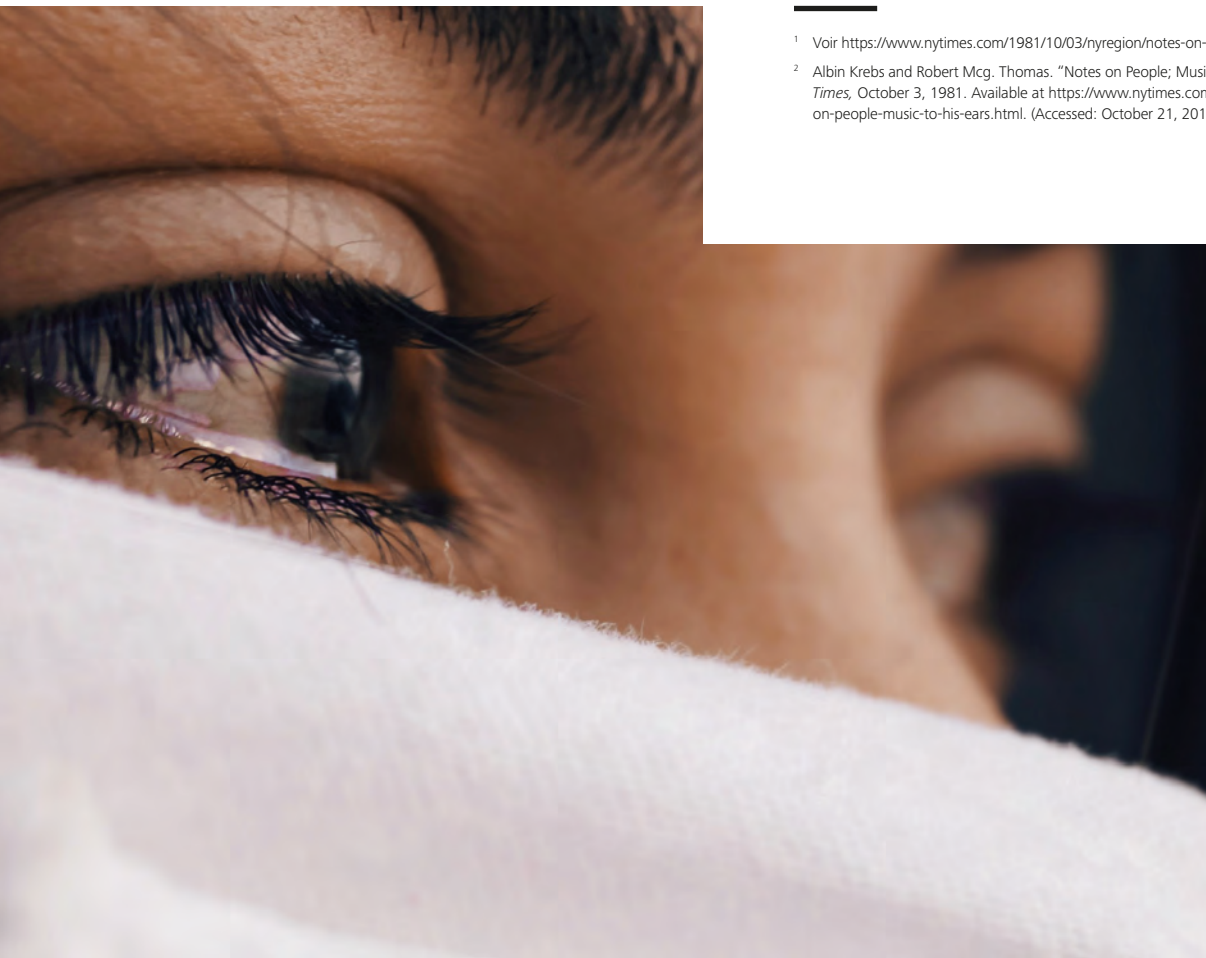 1 Voir https://www.nytimes.com/1981/10/03/nyregion/notes-on-
2 Albin Krebs and Robert Mcg. Thomas. “Notes on People; Musi
Times, October 3, 1981. Available at https://www.nytimes.com
on-people-music-to-his-ears.html. (Accessed: October 21, 201